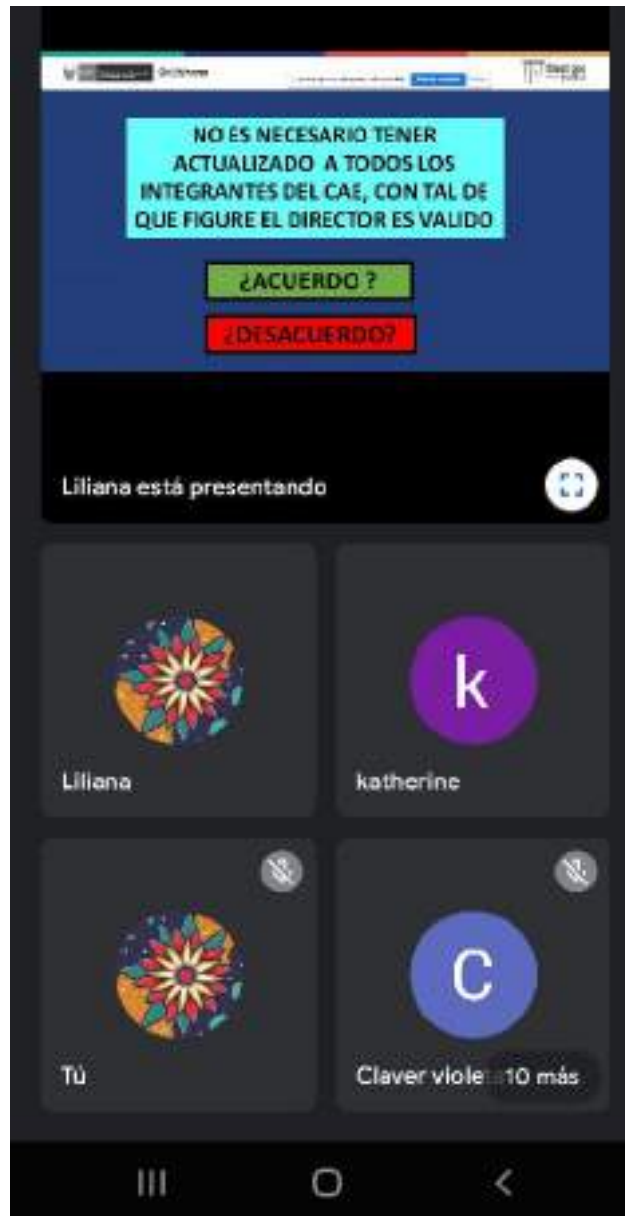 NO ES NECESARIO TENER
ACTUALIZADO A TODOS LOS
INTEGRANTES DEL CAE, CON TAL DE
QUE FIGURE EL DIRECTOR ES VALIDO
¿ACUERDO ?
¿DESACUERDO?
Liliana está presentando
Liliana
k
katherine
Tú
C
Claver viole
10 más